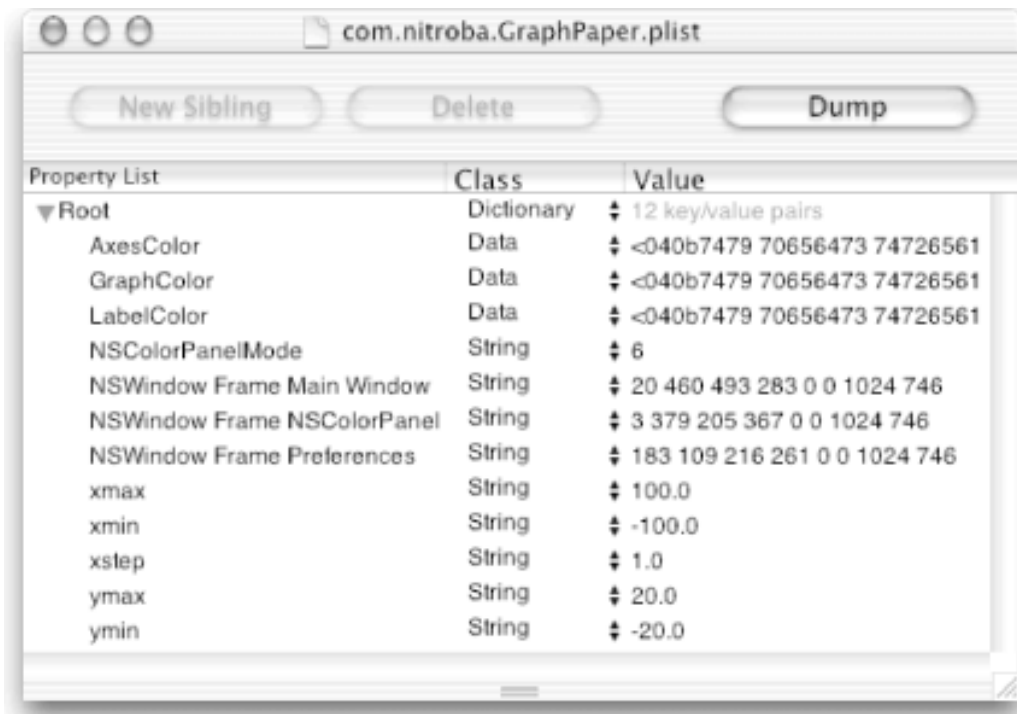 com.nitroba.GraphPaper.plist
New Sibling Delete Dump
Property List Class Value
Root Dictionary 12 key/value pairs
AxesColor Data <040b7479 70656473 74726561
GraphColor Data <040b7479 70656473 74726561
LabelColor Data <040b7479 70656473 74726561
NSColorPanelMode String 6
NSWindow Frame Main Window String 20 460 493 283 0 0 1024 746
NSWindow Frame NSColorPanel String 3 379 205 367 0 0 1024 746
NSWindow Frame Preferences String 183 109 216 261 0 0 1024 746
xmax String 100.0
xmin String -100.0
xstep String 1.0
ymax String 20.0
ymin String -20.0